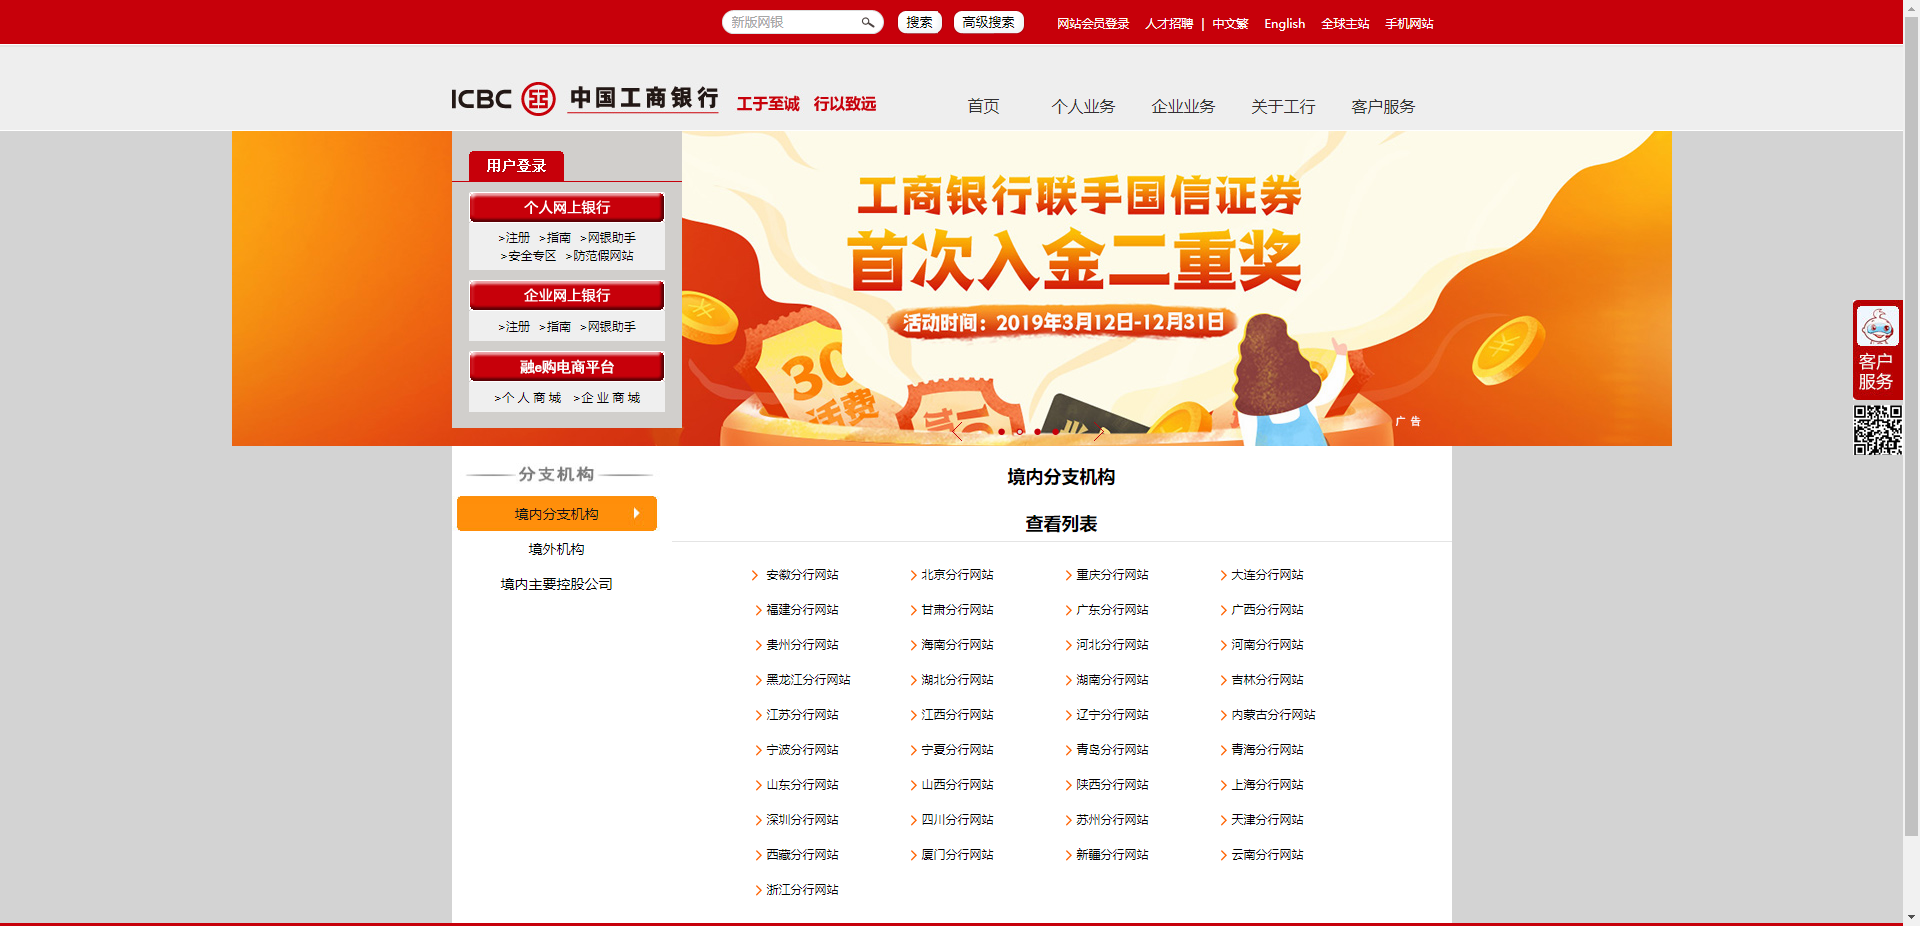 新版网银 搜索 高级搜索 网站会员登录 人才招聘 | 中文繁 English 全球主站 手机网站
ICBC 中国工商银行 工于至诚 行以致远 首页 个人业务 企业业务 关于工行 客户服务
用户登录
个人网上银行
>注册 >指南 >网银助手
>安全专区 >防范假网站
企业网上银行
>注册 >指南 >网银助手
融e购电商平台
>个人商城 >企业商城
工商银行联手国信证券
首次入金二重奖
活动时间：2019年3月12日-12月31日
30
话费
广告
客户
服务
分支机构
境内分支机构
境外机构
境内主要控股公司
境内分支机构
查看列表
安徽分行网站 北京分行网站 重庆分行网站 大连分行网站
福建分行网站 甘肃分行网站 广东分行网站 广西分行网站
贵州分行网站 海南分行网站 河北分行网站 河南分行网站
黑龙江分行网站 湖北分行网站 湖南分行网站 吉林分行网站
江苏分行网站 江西分行网站 辽宁分行网站 内蒙古分行网站
宁波分行网站 宁夏分行网站 青岛分行网站 青海分行网站
山东分行网站 山西分行网站 陕西分行网站 上海分行网站
深圳分行网站 四川分行网站 苏州分行网站 天津分行网站
西藏分行网站 厦门分行网站 新疆分行网站 云南分行网站
浙江分行网站